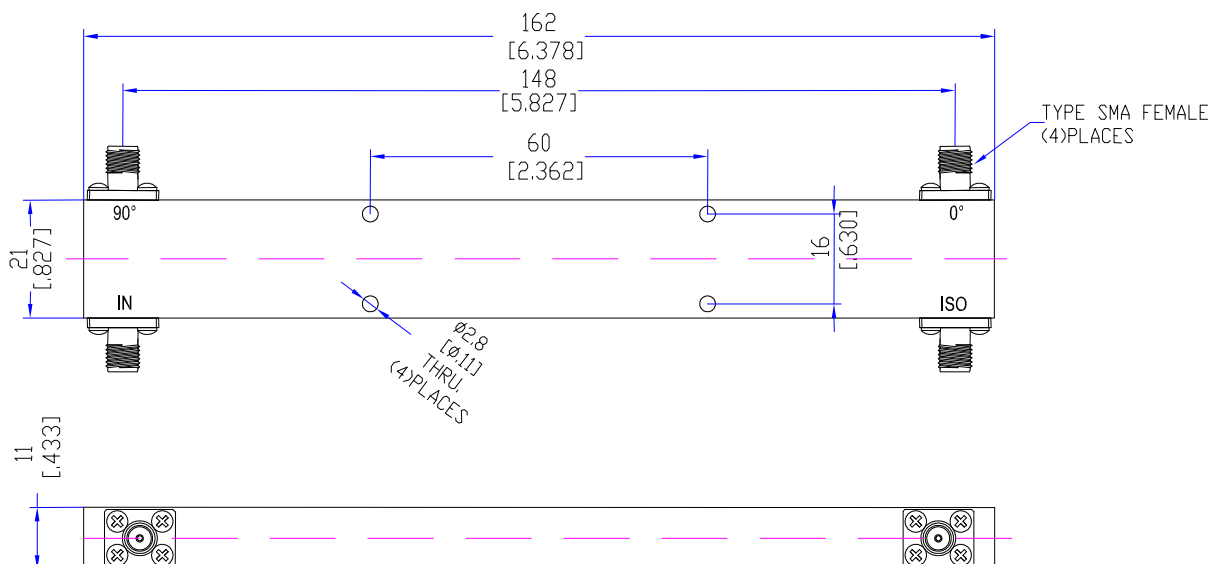 162
[6.378]
148
[5.827]
TYPE SMA FEMALE
(4)PLACES
60
[2.362]
90°
0°
21
[.827]
16
[.630]
IN
ISO
Ø2.8
[Ø.11]
THRU.
(4)PLACES
11
[.433]